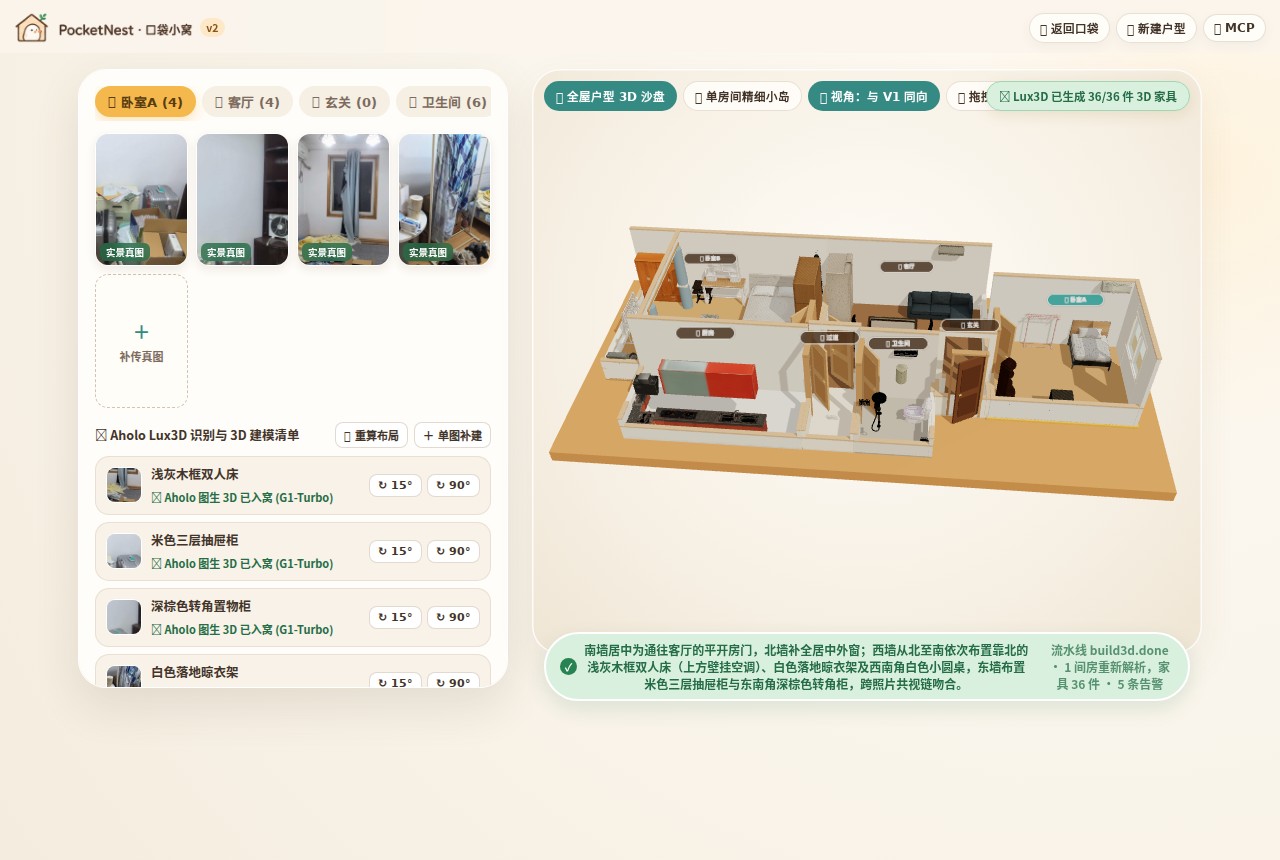 PocketNest · 口袋小窝 v2
返回口袋
新建户型
MCP
卧室A (4)
客厅 (4)
玄关 (0)
卫生间 (6)
实景真图
实景真图
实景真图
实景真图
+
补传真图
Aholo Lux3D 识别与 3D 建模清单
重算布局
+ 单图补建
浅灰木框双人床
Aholo 图生 3D 已入窝 (G1-Turbo)
↻ 15°
↻ 90°
米色三层抽屉柜
Aholo 图生 3D 已入窝 (G1-Turbo)
↻ 15°
↻ 90°
深棕色转角置物柜
Aholo 图生 3D 已入窝 (G1-Turbo)
↻ 15°
↻ 90°
白色落地晾衣架
↻ 15°
↻ 90°
全屋户型 3D 沙盘
单房间精细小岛
视角：与 V1 同向
Lux3D 已生成 36/36 件 3D 家具
客厅
玄关
厨房
过道
卫生间
卧室A
南墙居中为通往客厅的平开房门，北墙补全居中外窗；西墙从北至南依次布置靠北的
浅灰木框双人床（上方壁挂空调）、白色落地晾衣架及西南角白色小圆桌，东墙布置
米色三层抽屉柜与东南角深棕色转角柜，跨照片共视链吻合。
流水线 build3d.done
· 1 间房重新解析，家
具 36 件 · 5 条告警